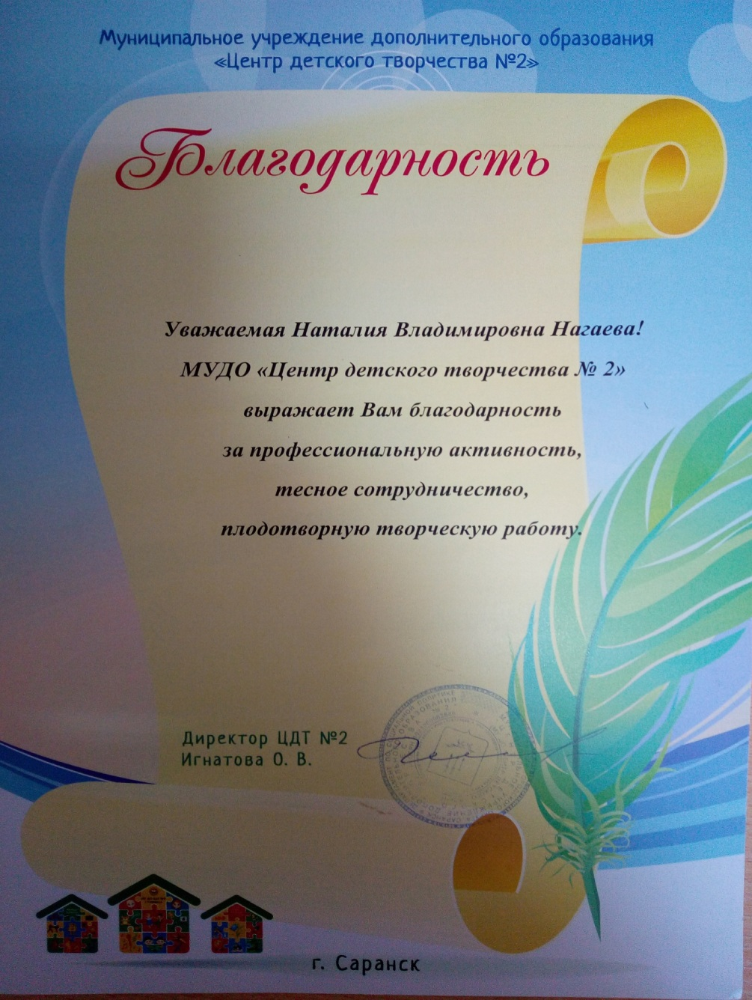 Муниципальное учреждение дополнительного образования
«Центр детского творчества №2»
Благодарность
Уважаемая Наталия Владимировна Нагаева!
МУДО «Центр детского творчества № 2»
выражает Вам благодарность
за профессиональную активность,
тесное сотрудничество,
плодотворную творческую работу.
Директор ЦДТ №2
Игнатова О. В.
г. Саранск